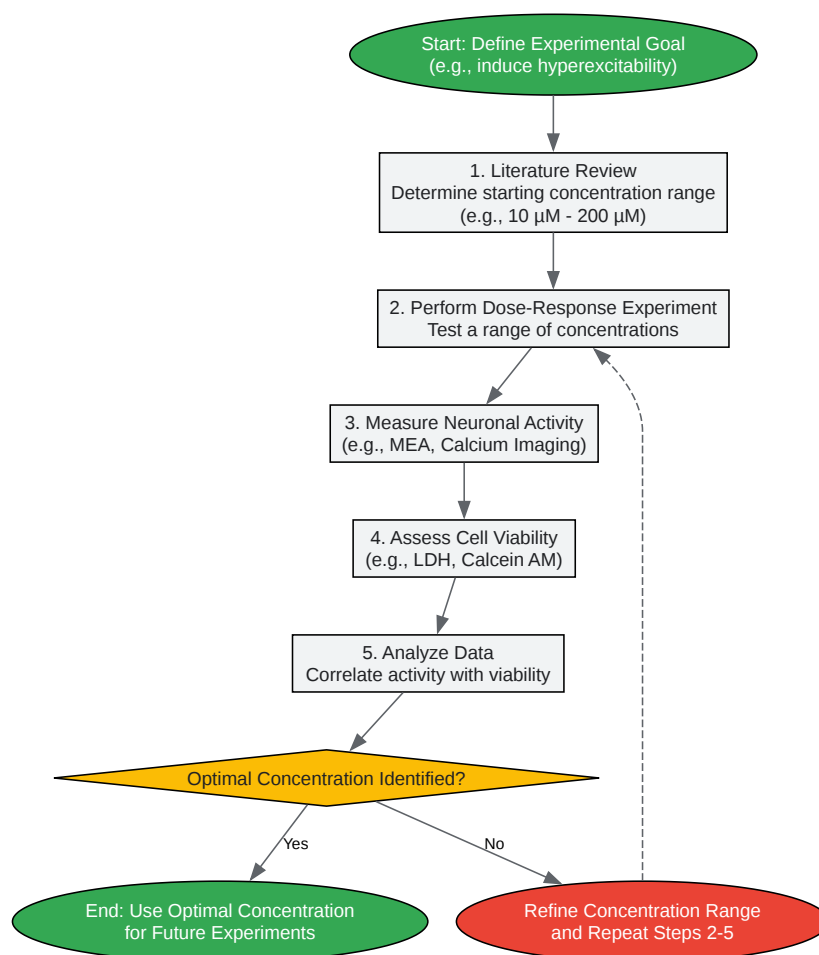 Start: Define Experimental Goal
(e.g., induce hyperexcitability)
1. Literature Review
Determine starting concentration range
(e.g., 10 µM - 200 µM)
2. Perform Dose-Response Experiment
Test a range of concentrations
3. Measure Neuronal Activity
(e.g., MEA, Calcium Imaging)
4. Assess Cell Viability
(e.g., LDH, Calcein AM)
5. Analyze Data
Correlate activity with viability
Optimal Concentration Identified?
Yes
No
End: Use Optimal Concentration
for Future Experiments
Refine Concentration Range
and Repeat Steps 2-5